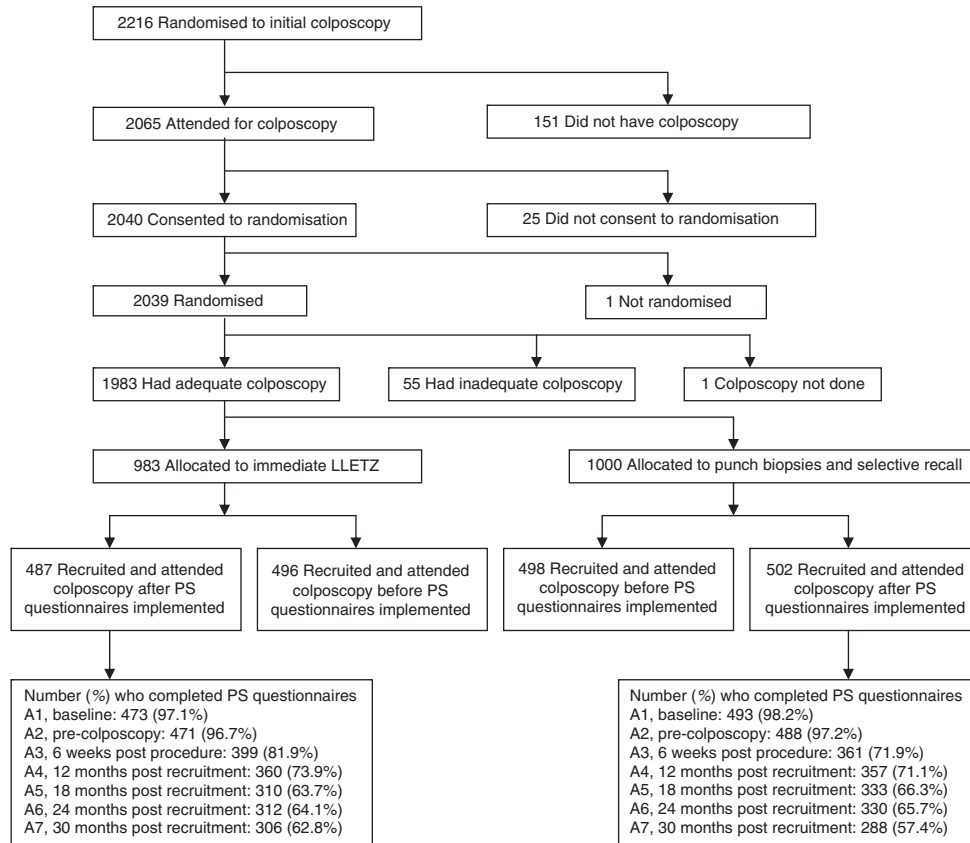 2216 Randomised to initial colposcopy
2065 Attended for colposcopy
151 Did not have colposcopy
2040 Consented to randomisation
25 Did not consent to randomisation
2039 Randomised
1 Not randomised
1983 Had adequate colposcopy
55 Had inadequate colposcopy
1 Colposcopy not done
983 Allocated to immediate LLETZ
1000 Allocated to punch biopsies and selective recall
487 Recruited and attended
colposcopy after PS
questionnaires implemented
496 Recruited and attended
colposcopy before PS
questionnaires implemented
498 Recruited and attended
colposcopy before PS
questionnaires implemented
502 Recruited and attended
colposcopy after PS
questionnaires implemented
Number (%) who completed PS questionnaires
A1, baseline: 473 (97.1%)
A2, pre-colposcopy: 471 (96.7%)
A3, 6 weeks post procedure: 399 (81.9%)
A4, 12 months post recruitment: 360 (73.9%)
A5, 18 months post recruitment: 310 (63.7%)
A6, 24 months post recruitment: 312 (64.1%)
A7, 30 months post recruitment: 306 (62.8%)
Number (%) who completed PS questionnaires
A1, baseline: 493 (98.2%)
A2, pre-colposcopy: 488 (97.2%)
A3, 6 weeks post procedure: 361 (71.9%)
A4, 12 months post recruitment: 357 (71.1%)
A5, 18 months post recruitment: 333 (66.3%)
A6, 24 months post recruitment: 330 (65.7%)
A7, 30 months post recruitment: 288 (57.4%)